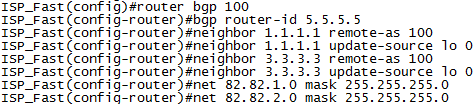 ISP_Fast(config)#router bgp 100
ISP_Fast(config-router)#bgp router-id 5.5.5.5
ISP_Fast(config-router)#neighbor 1.1.1.1 remote-as 100
ISP_Fast(config-router)#neighbor 1.1.1.1 update-source lo 0
ISP_Fast(config-router)#neighbor 3.3.3.3 remote-as 100
ISP_Fast(config-router)#neighbor 3.3.3.3 update-source lo 0
ISP_Fast(config-router)#net 82.82.1.0 mask 255.255.255.0
ISP_Fast(config-router)#net 82.82.2.0 mask 255.255.255.0